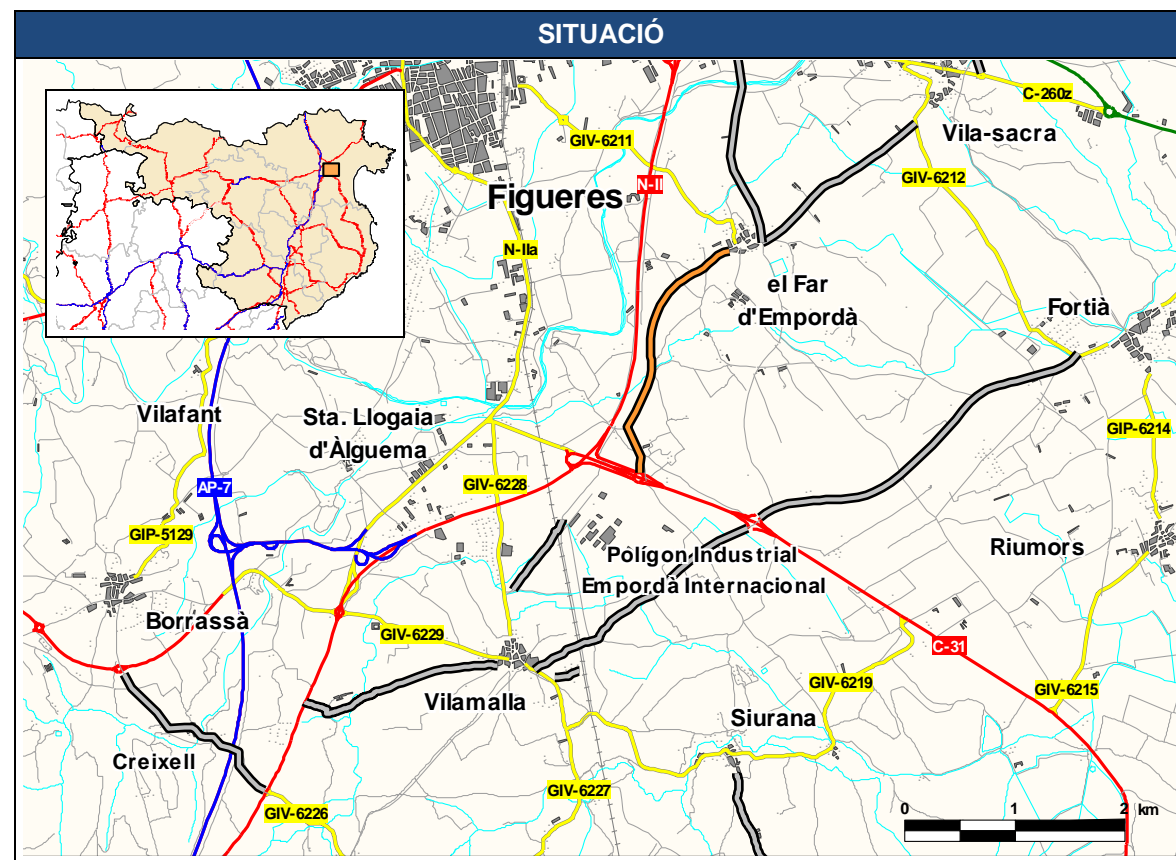 SITUACIÓ
C-260z
Vila-sacra
GIV-6211
GIV-6212
Figueres
N-II
N-IIa
el Far
d'Empordà
Fortià
Vilafant
Sta. Llogaia
d'Àlguema
GIP-6214
GIV-6228
AP-7
GIP-5129
Polígon Industrial
Empordà Internacional
Riumors
Borrassà
GIV-6229
C-31
GIV-6219
GIV-6215
Vilamalla
Siurana
Creixell
GIV-6227
GIV-6226
0 1 2 km